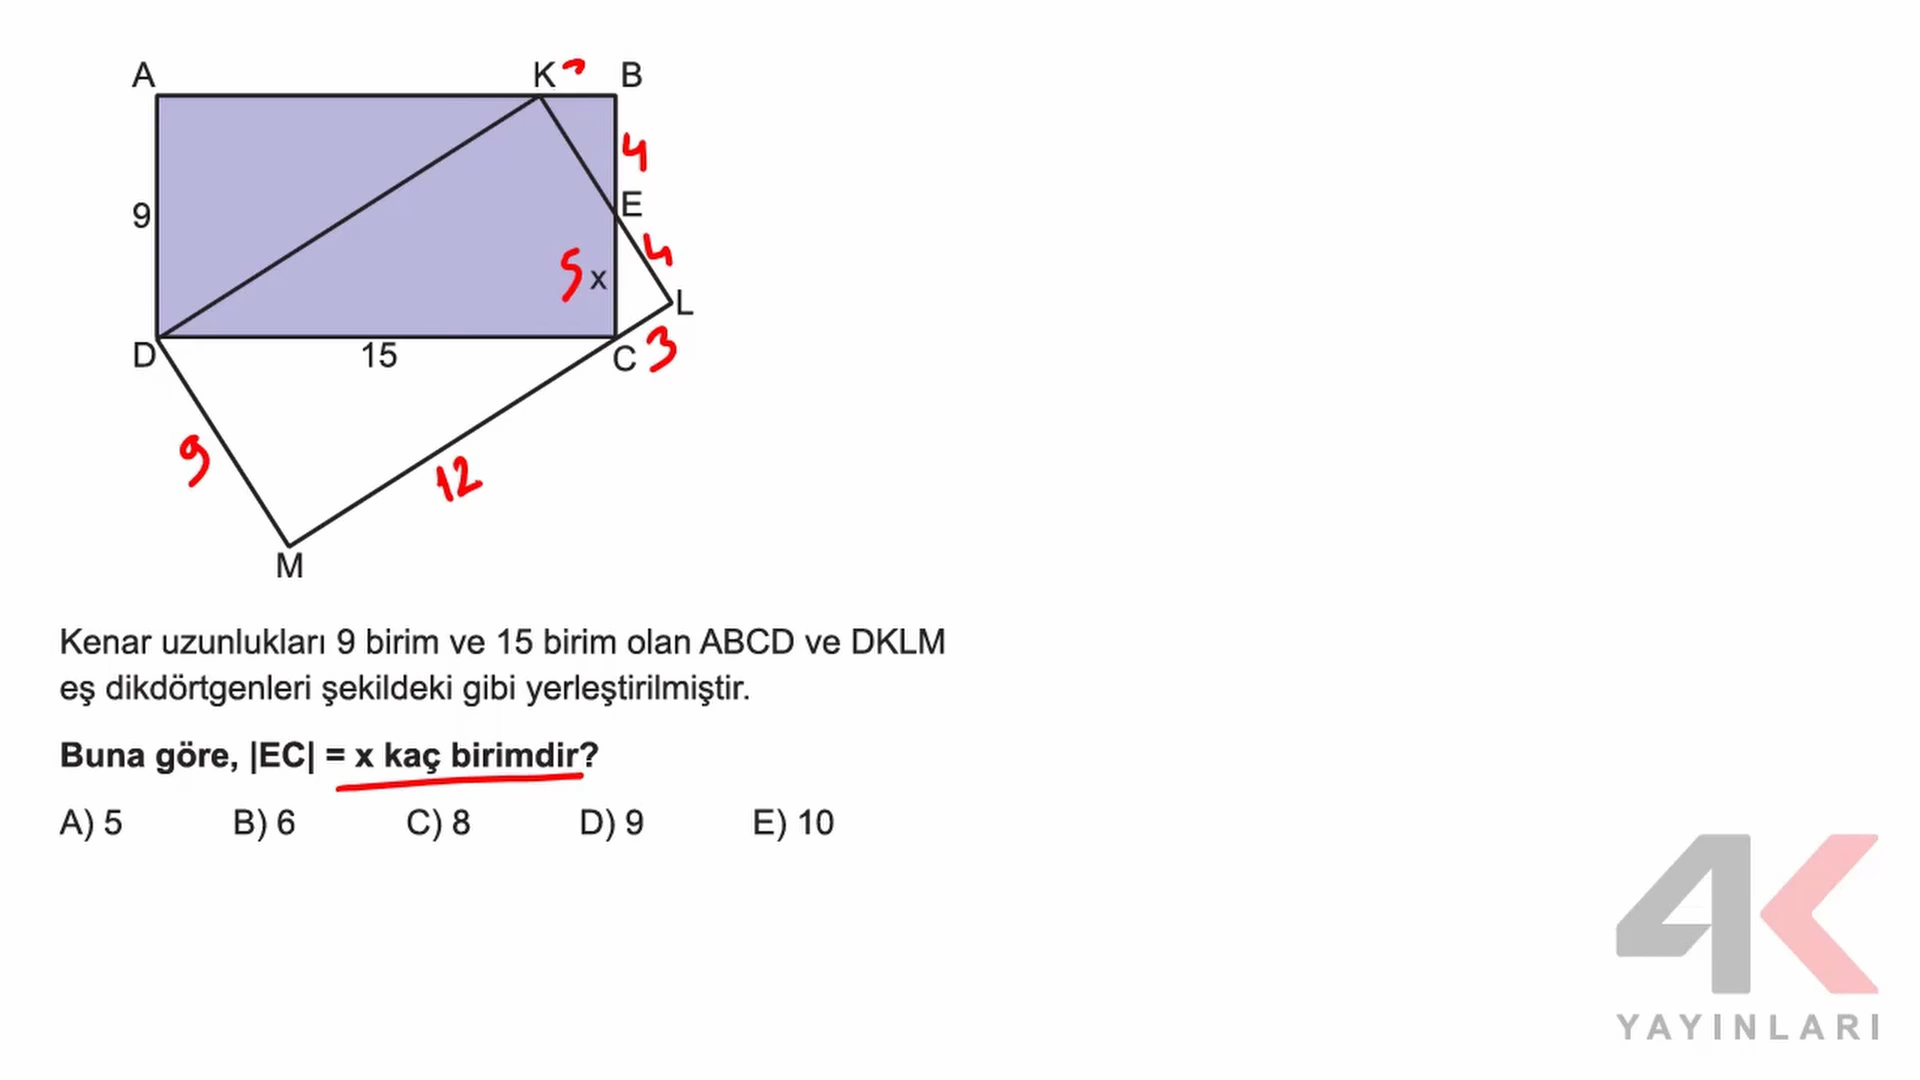 A K B
4
9 E
4
5 x
L
D 15 C 3
9
12
M
Kenar uzunlukları 9 birim ve 15 birim olan ABCD ve DKLM
eş dikdörtgenleri şekildeki gibi yerleştirilmiştir.
Buna göre, |EC| = x kaç birimdir?
A) 5 B) 6 C) 8 D) 9 E) 10
4K
YAYINLARI